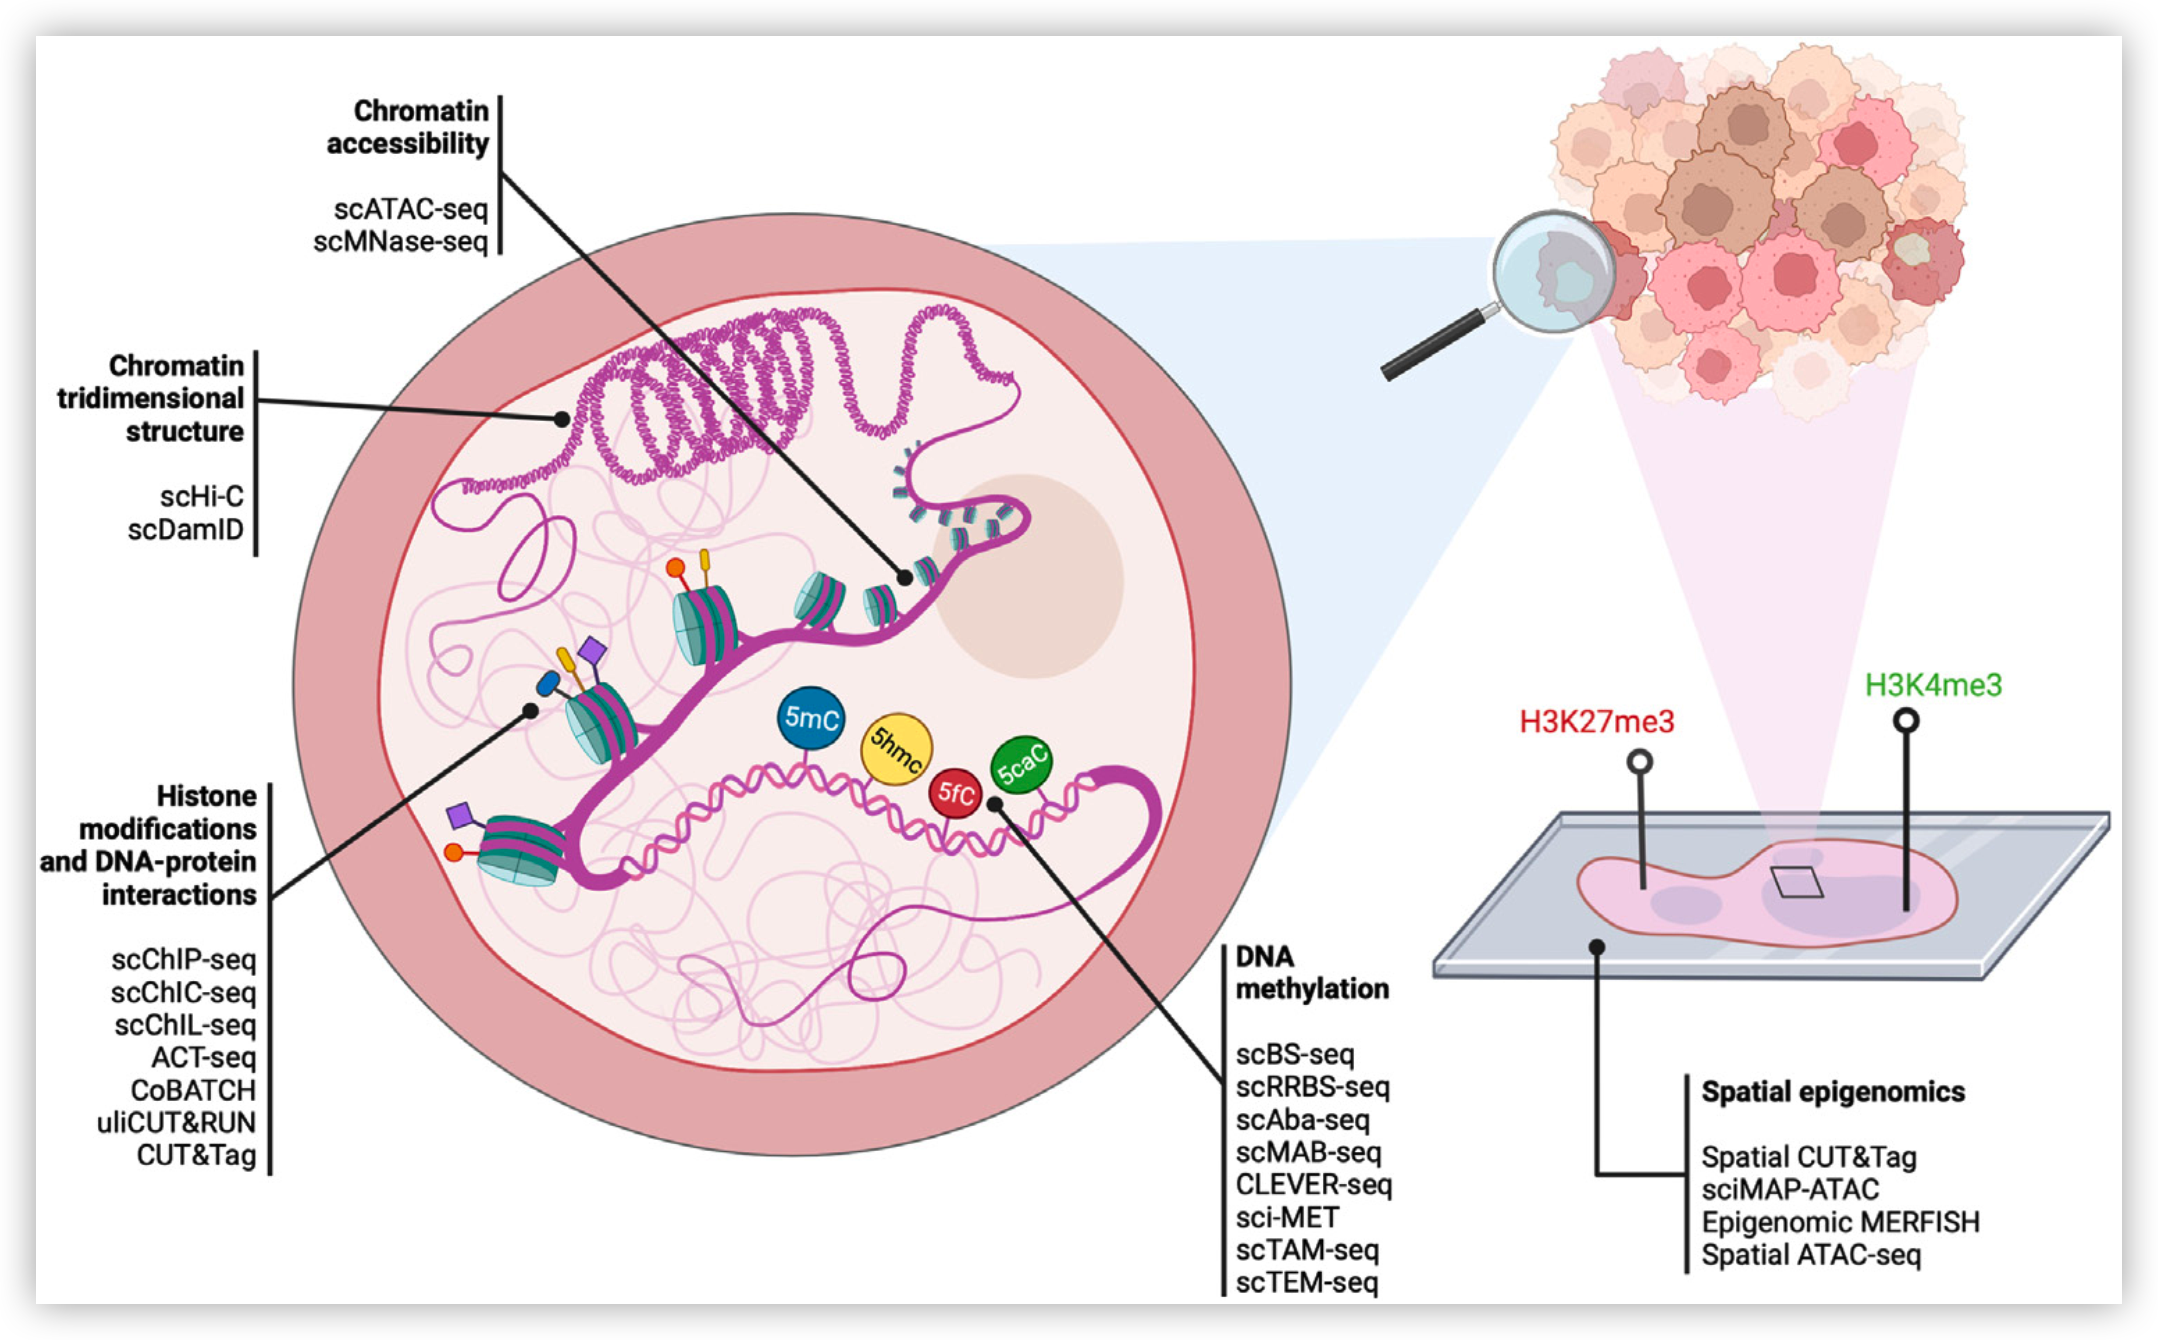 Chromatin
accessibility
scATAC-seq
scMNase-seq
Chromatin
tridimensional
structure
scHi-C
scDamID
Histone
modifications
and DNA-protein
interactions
scChIP-seq
scChIC-seq
scChIL-seq
ACT-seq
CoBATCH
uliCUT&RUN
CUT&Tag
5mC
5hmc
5fC
5caC
DNA
methylation
scBS-seq
scRRBS-seq
scAba-seq
scMAB-seq
CLEVER-seq
sci-MET
scTAM-seq
scTEM-seq
H3K27me3
H3K4me3
Spatial epigenomics
Spatial CUT&Tag
sciMAP-ATAC
Epigenomic MERFISH
Spatial ATAC-seq